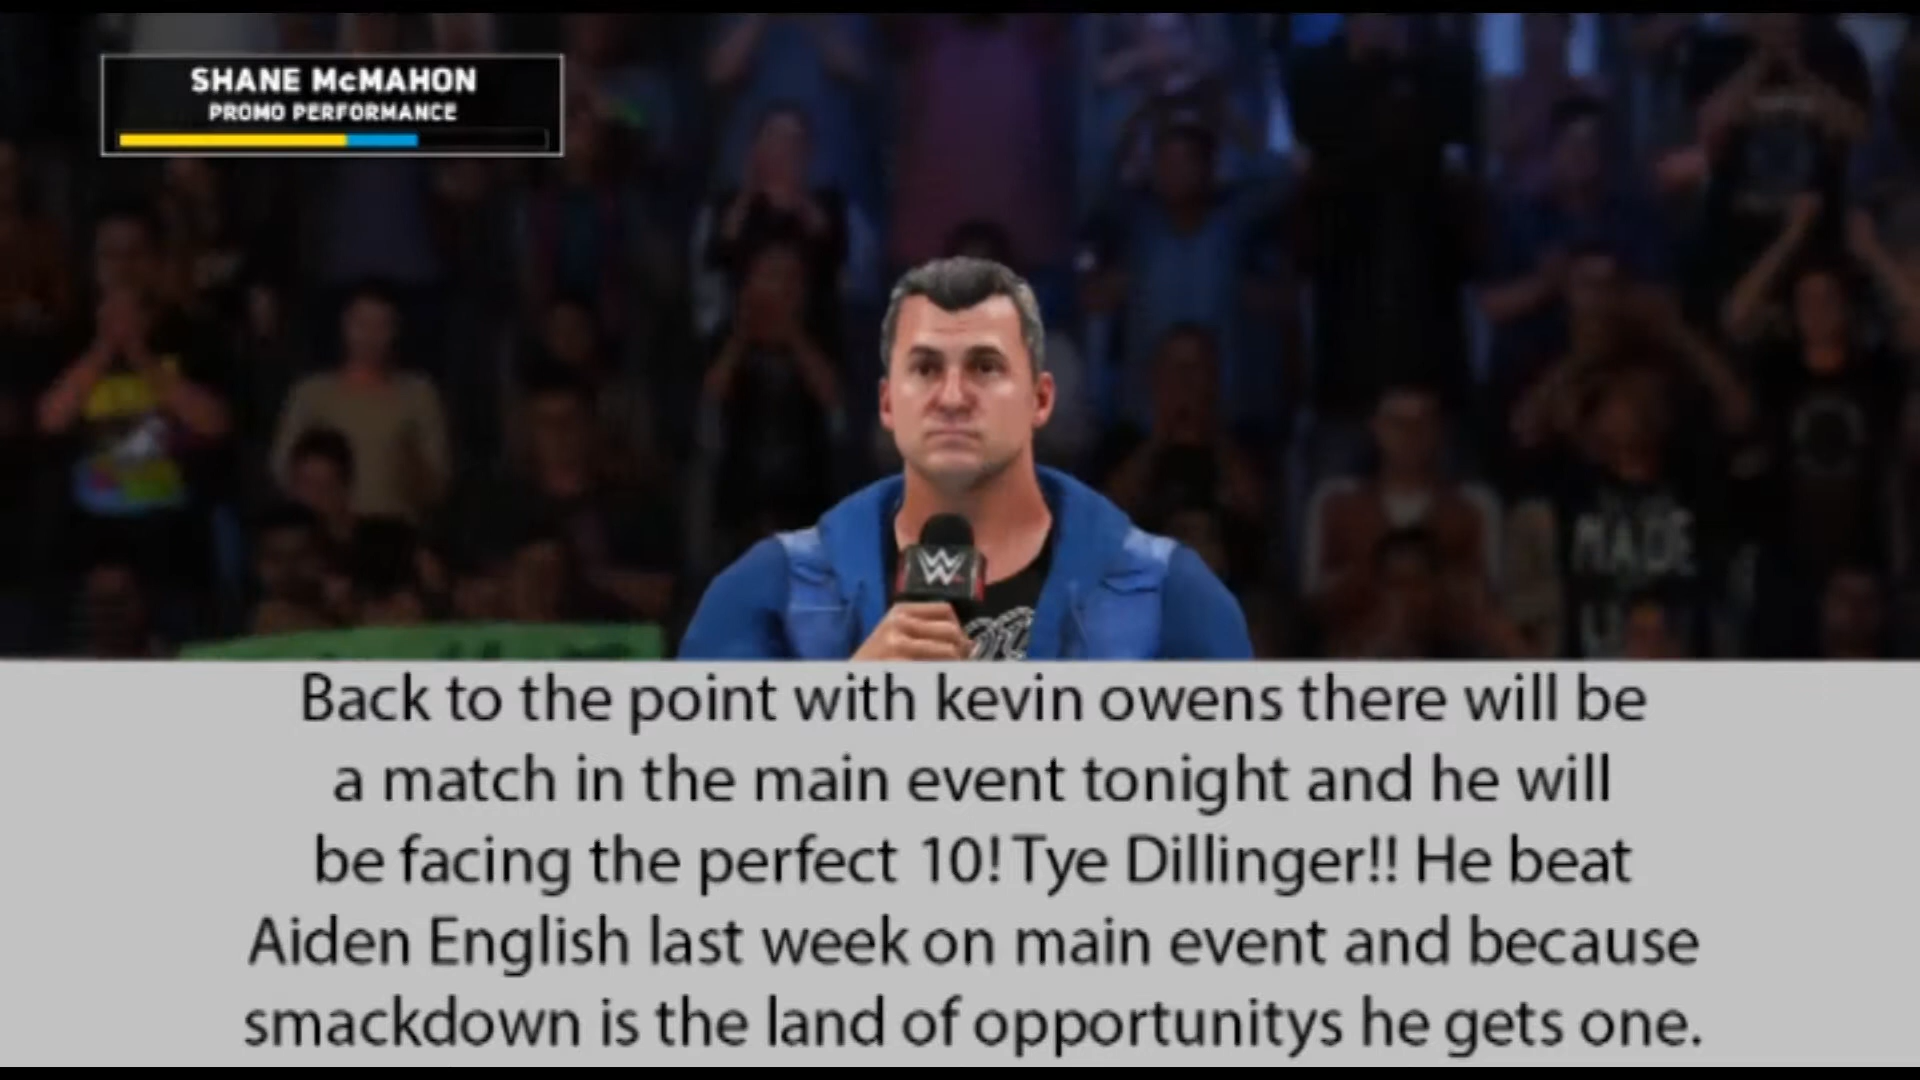 SHANE McMAHON
PROMO PERFORMANCE
W
MADE
Back to the point with kevin owens there will be
a match in the main event tonight and he will
be facing the perfect 10! Tye Dillinger!! He beat
Aiden English last week on main event and because
smackdown is the land of opportunitys he gets one.